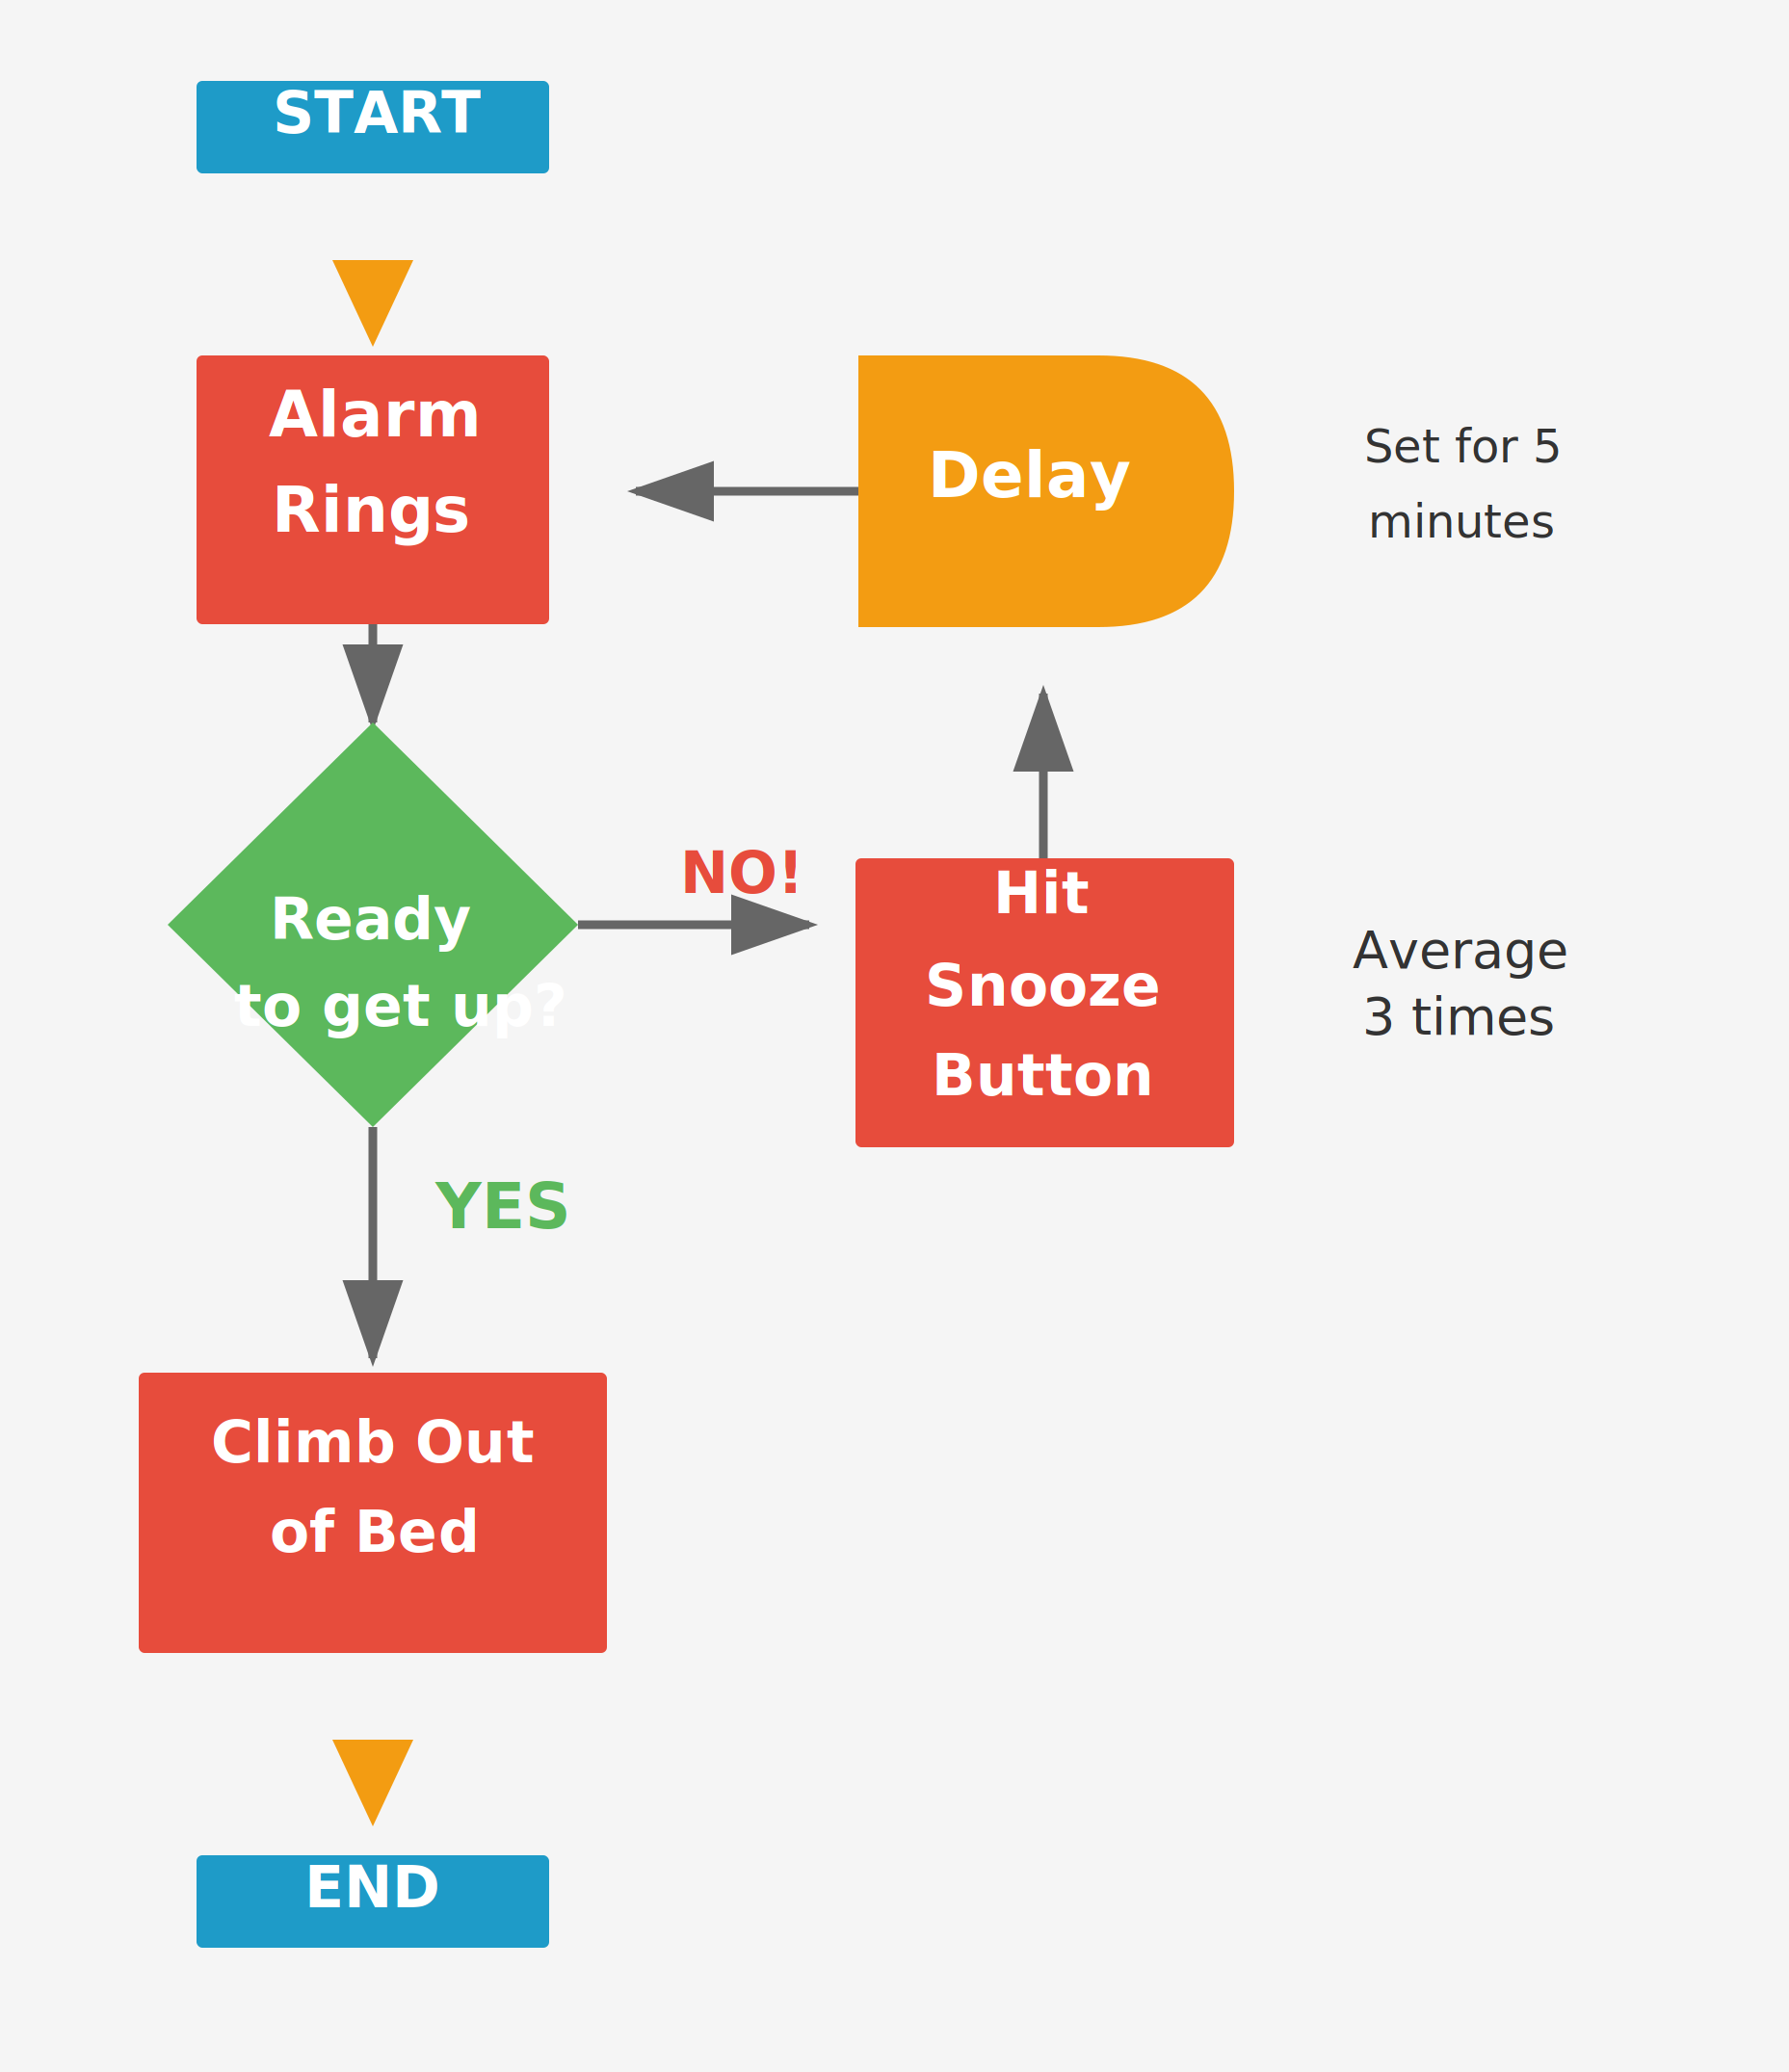 START
Alarm
Rings
Delay
Set for 5
minutes
Ready
to get up?
NO!
Hit
Snooze
Button
Average
3 times
YES
Climb Out
of Bed
END